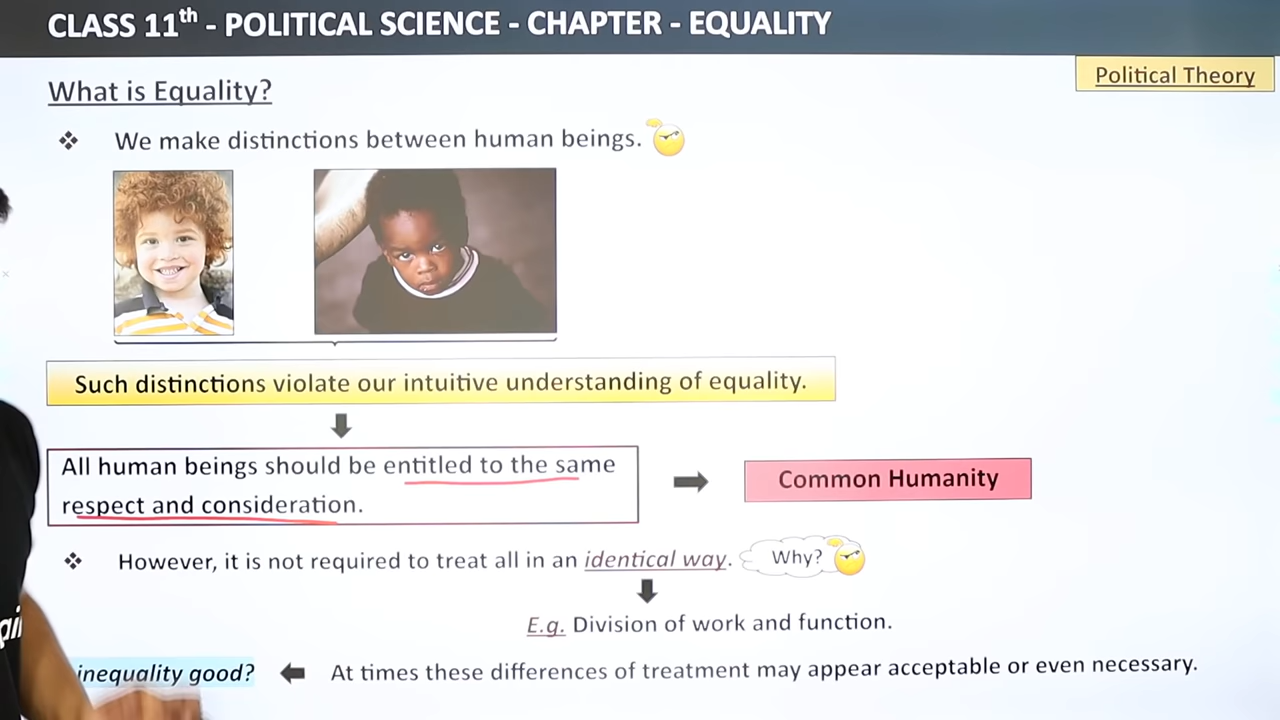 CLASS 11th - POLITICAL SCIENCE - CHAPTER - EQUALITY
Political Theory
What is Equality?
❖ We make distinctions between human beings.
Such distinctions violate our intuitive understanding of equality.
All human beings should be entitled to the same
respect and consideration.
Common Humanity
❖ However, it is not required to treat all in an identical way.
Why?
E.g. Division of work and function.
inequality good?
At times these differences of treatment may appear acceptable or even necessary.